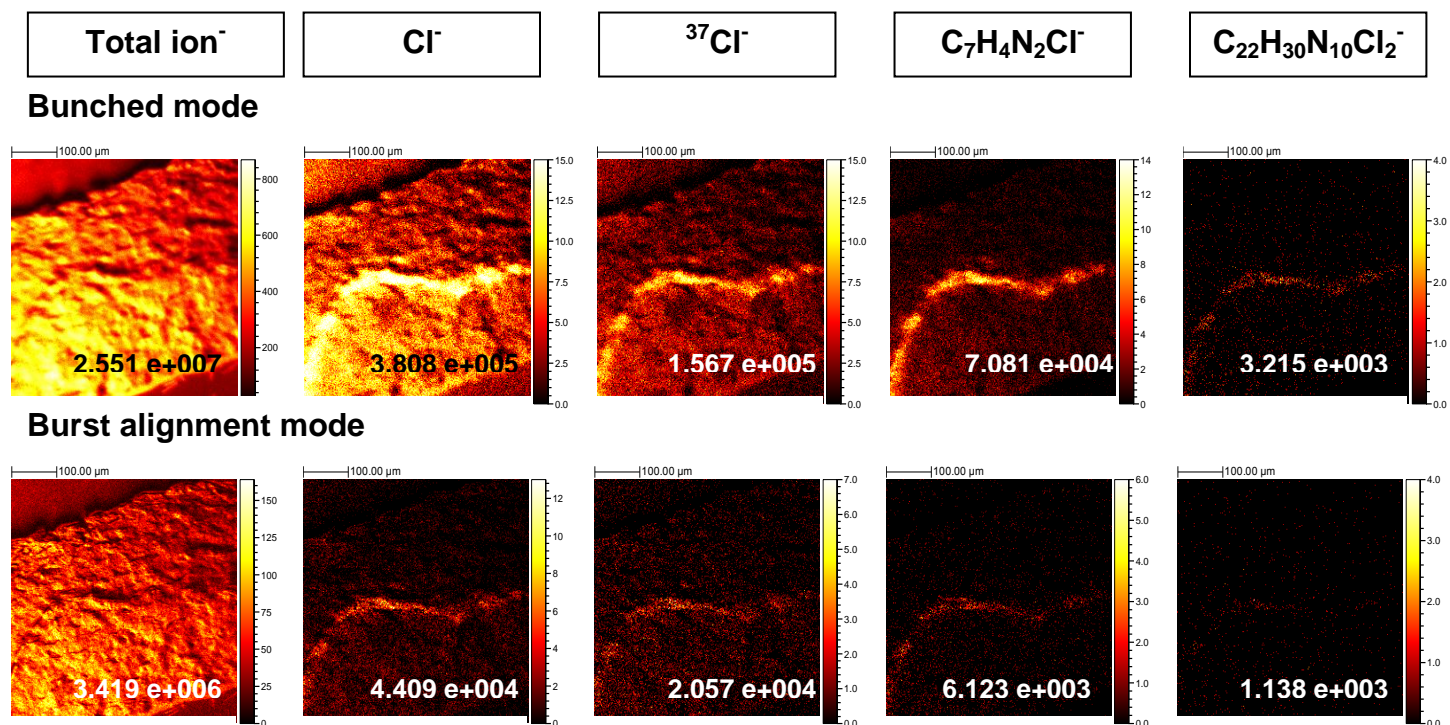 Total ion⁻ Cl⁻ ³⁷Cl⁻ C₇H₄N₂Cl⁻ C₂₂H₃₀N₁₀Cl₂⁻
Bunched mode
100.00 µm 100.00 µm 100.00 µm 100.00 µm 100.00 µm
800 600 400 200
15.0 10.0 7.5 5.0 2.5 0.0
15.0 10.0 7.5 5.0 2.5 0.0
14 12 10 8 6 4 2 0
4.0 3.0 2.0 1.0 0.0
2.551 e+007 3.808 e+005 1.567 e+005 7.081 e+004 3.215 e+003
Burst alignment mode
100.00 µm 100.00 µm 100.00 µm 100.00 µm 100.00 µm
150 125 100 75 50 25 0
12 10 8 6 4 2 0
7.0 6.0 5.0 4.0 3.0 2.0 1.0 0.0
6.0 5.0 4.0 3.0 2.0 1.0 0.0
4.0 3.0 2.0 1.0 0.0
3.419 e+006 4.409 e+004 2.057 e+004 6.123 e+003 1.138 e+003